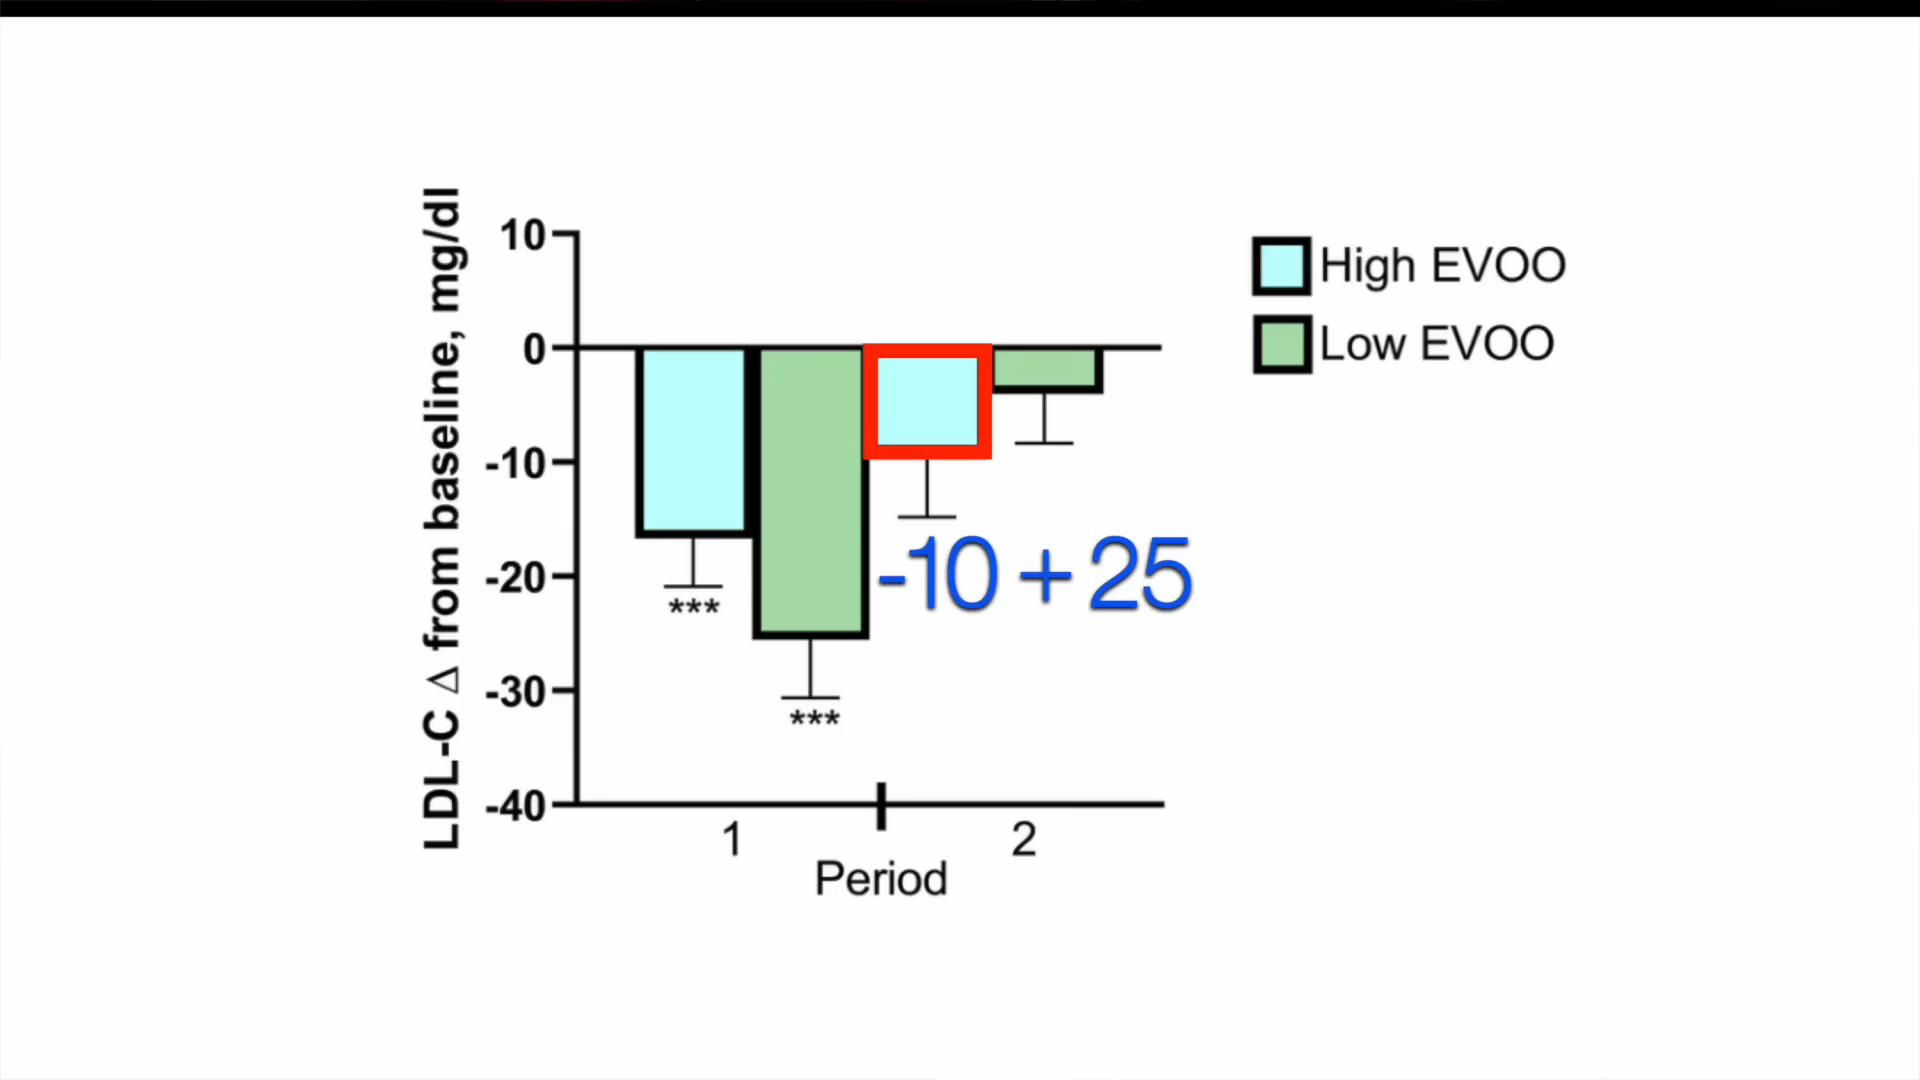 LDL-C △ from baseline, mg/dl
10
0
-10
-20
-30
-40
***
***
-10 + 25
1
2
Period
High EVOO
Low EVOO